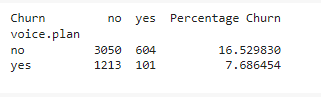 Churn no yes Percentage Churn
voice.plan
no 3050 604 16.529830
yes 1213 101 7.686454